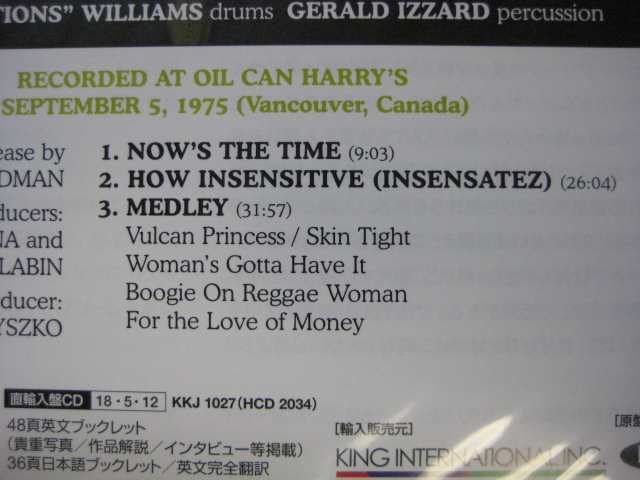 TIONS" WILLIAMS drums GERALD IZZARD percussion
RECORDED AT OIL CAN HARRY'S
SEPTEMBER 5, 1975 (Vancouver, Canada)
ease by
DMAN
ducers:
NA and
LABIN
ducer:
YSZKO
1. NOW'S THE TIME (9:03)
2. HOW INSENSITIVE (INSENSATEZ) (26:04)
3. MEDLEY (31:57)
Vulcan Princess / Skin Tight
Woman's Gotta Have It
Boogie On Reggae Woman
For the Love of Money
直輸入盤CD 18・5・12 KKJ 1027(HCD 2034)
48頁英文ブックレット
(貴重写真/作品解説/インタビュー等掲載)
36頁日本語ブックレット/英文完全翻訳
[輸入販売元]
KING INTERNATIONAL INC.
[原盤